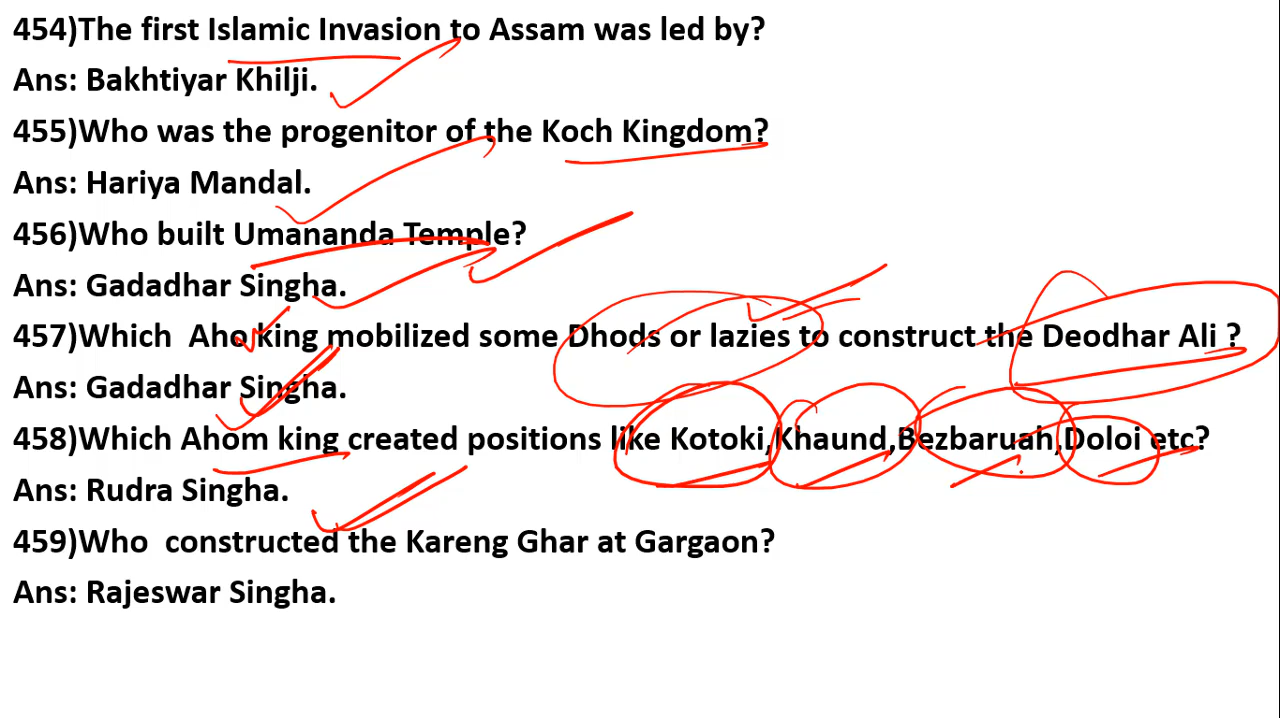 454)The first Islamic Invasion to Assam was led by?
Ans: Bakhtiyar Khilji.
455)Who was the progenitor of the Koch Kingdom?
Ans: Hariya Mandal.
456)Who built Umananda Temple?
Ans: Gadadhar Singha.
457)Which Aho king mobilized some Dhods or lazies to construct the Deodhar Ali ?
Ans: Gadadhar Singha.
458)Which Ahom king created positions like Kotoki,Khaund,Bezbaruah,Doloi etc?
Ans: Rudra Singha.
459)Who constructed the Kareng Ghar at Gargaon?
Ans: Rajeswar Singha.